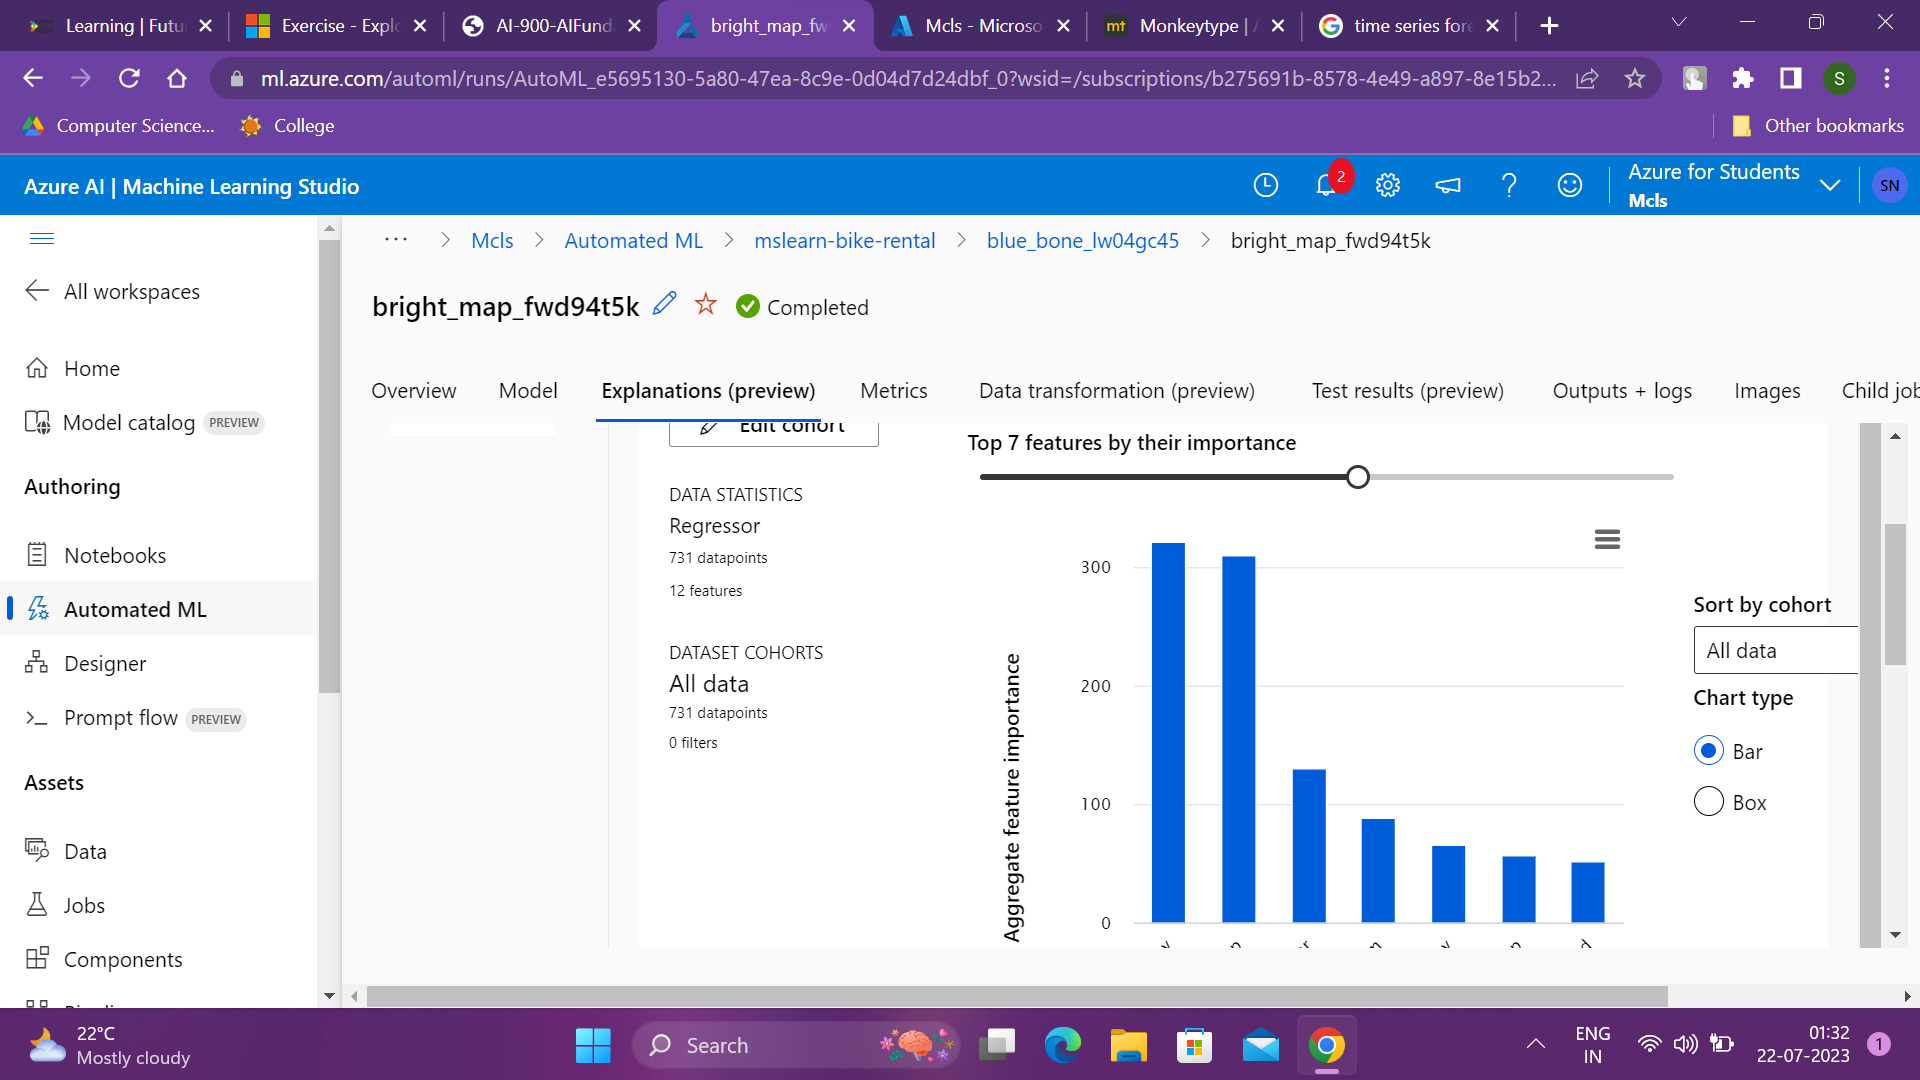 Learning | Futu
Exercise - Explo
AI-900-AIFund
bright_map_fw
Mcls - Microso
mt
Monkeytype |
time series fore
ml.azure.com/automl/runs/AutoML_e5695130-5a80-47ea-8c9e-0d04d7d24dbf_0?wsid=/subscriptions/b275691b-8578-4e49-a897-8e15b2...
S
Computer Science...
College
Other bookmarks
Azure AI | Machine Learning Studio
2
Azure for Students
Mcls
SN
... > Mcls > Automated ML > mslearn-bike-rental > blue_bone_lw04gc45 > bright_map_fwd94t5k
All workspaces
bright_map_fwd94t5k
Completed
Home
Model catalog PREVIEW
Authoring
Notebooks
Automated ML
Designer
Prompt flow PREVIEW
Assets
Data
Jobs
Components
Overview
Model
Explanations (preview)
Metrics
Data transformation (preview)
Test results (preview)
Outputs + logs
Images
Child job
Edit cohort
DATA STATISTICS
Regressor
731 datapoints
12 features
DATASET COHORTS
All data
731 datapoints
0 filters
Top 7 features by their importance
Aggregate feature importance
300
200
100
0
Sort by cohort
All data
Chart type
Bar
Box
22°C
Mostly cloudy
Search
ENG
IN
01:32
22-07-2023
1